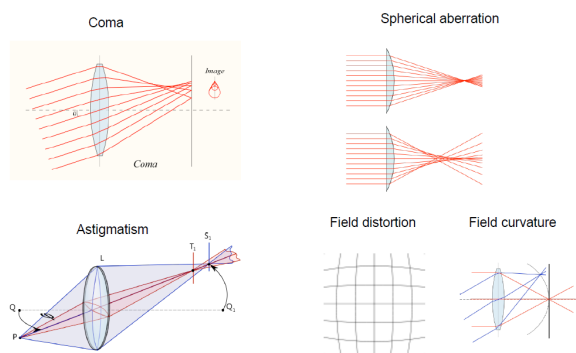 Coma
Spherical aberration
Image
Coma
Astigmatism
Field distortion
Field curvature
L
T1
S1
Q
Q1
P